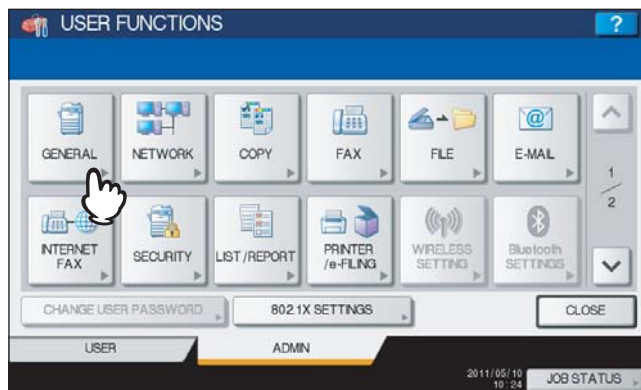 USER FUNCTIONS
?
GENERAL
NETWORK
COPY
FAX
FILE
E-MAIL
1
2
INTERNET
FAX
SECURITY
LIST/REPORT
PRINTER
/e-FILING
WIRELESS
SETTING
Bluetooth
SETTINGS
CHANGE USER PASSWORD
802.1X SETTINGS
CLOSE
USER
ADMIN
2011/05/10
10:24
JOB STATUS